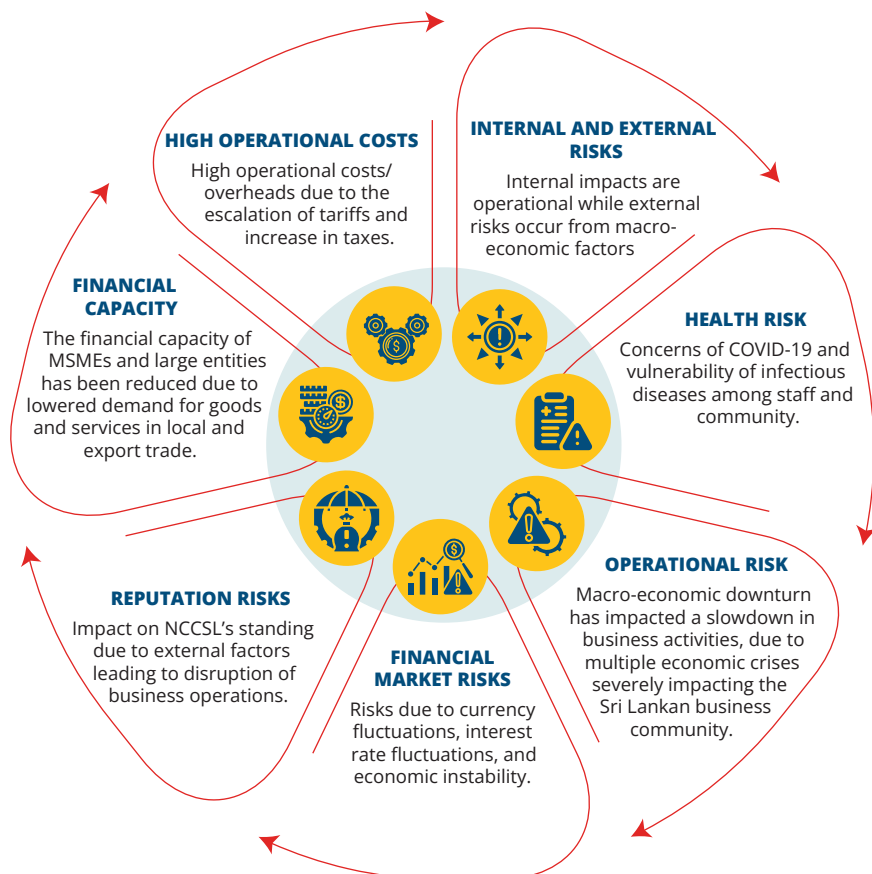 HIGH OPERATIONAL COSTS
High operational costs/
overheads due to the
escalation of tariffs and
increase in taxes.
INTERNAL AND EXTERNAL
RISKS
Internal impacts are
operational while external
risks occur from macro-
economic factors
HEALTH RISK
Concerns of COVID-19 and
vulnerability of infectious
diseases among staff and
community.
OPERATIONAL RISK
Macro-economic downturn
has impacted a slowdown in
business activities, due to
multiple economic crises
severely impacting the
Sri Lankan business
community.
FINANCIAL
MARKET RISKS
Risks due to currency
fluctuations, interest
rate fluctuations, and
economic instability.
REPUTATION RISKS
Impact on NCCSL’s standing
due to external factors
leading to disruption of
business operations.
FINANCIAL
CAPACITY
The financial capacity of
MSMEs and large entities
has been reduced due to
lowered demand for goods
and services in local and
export trade.